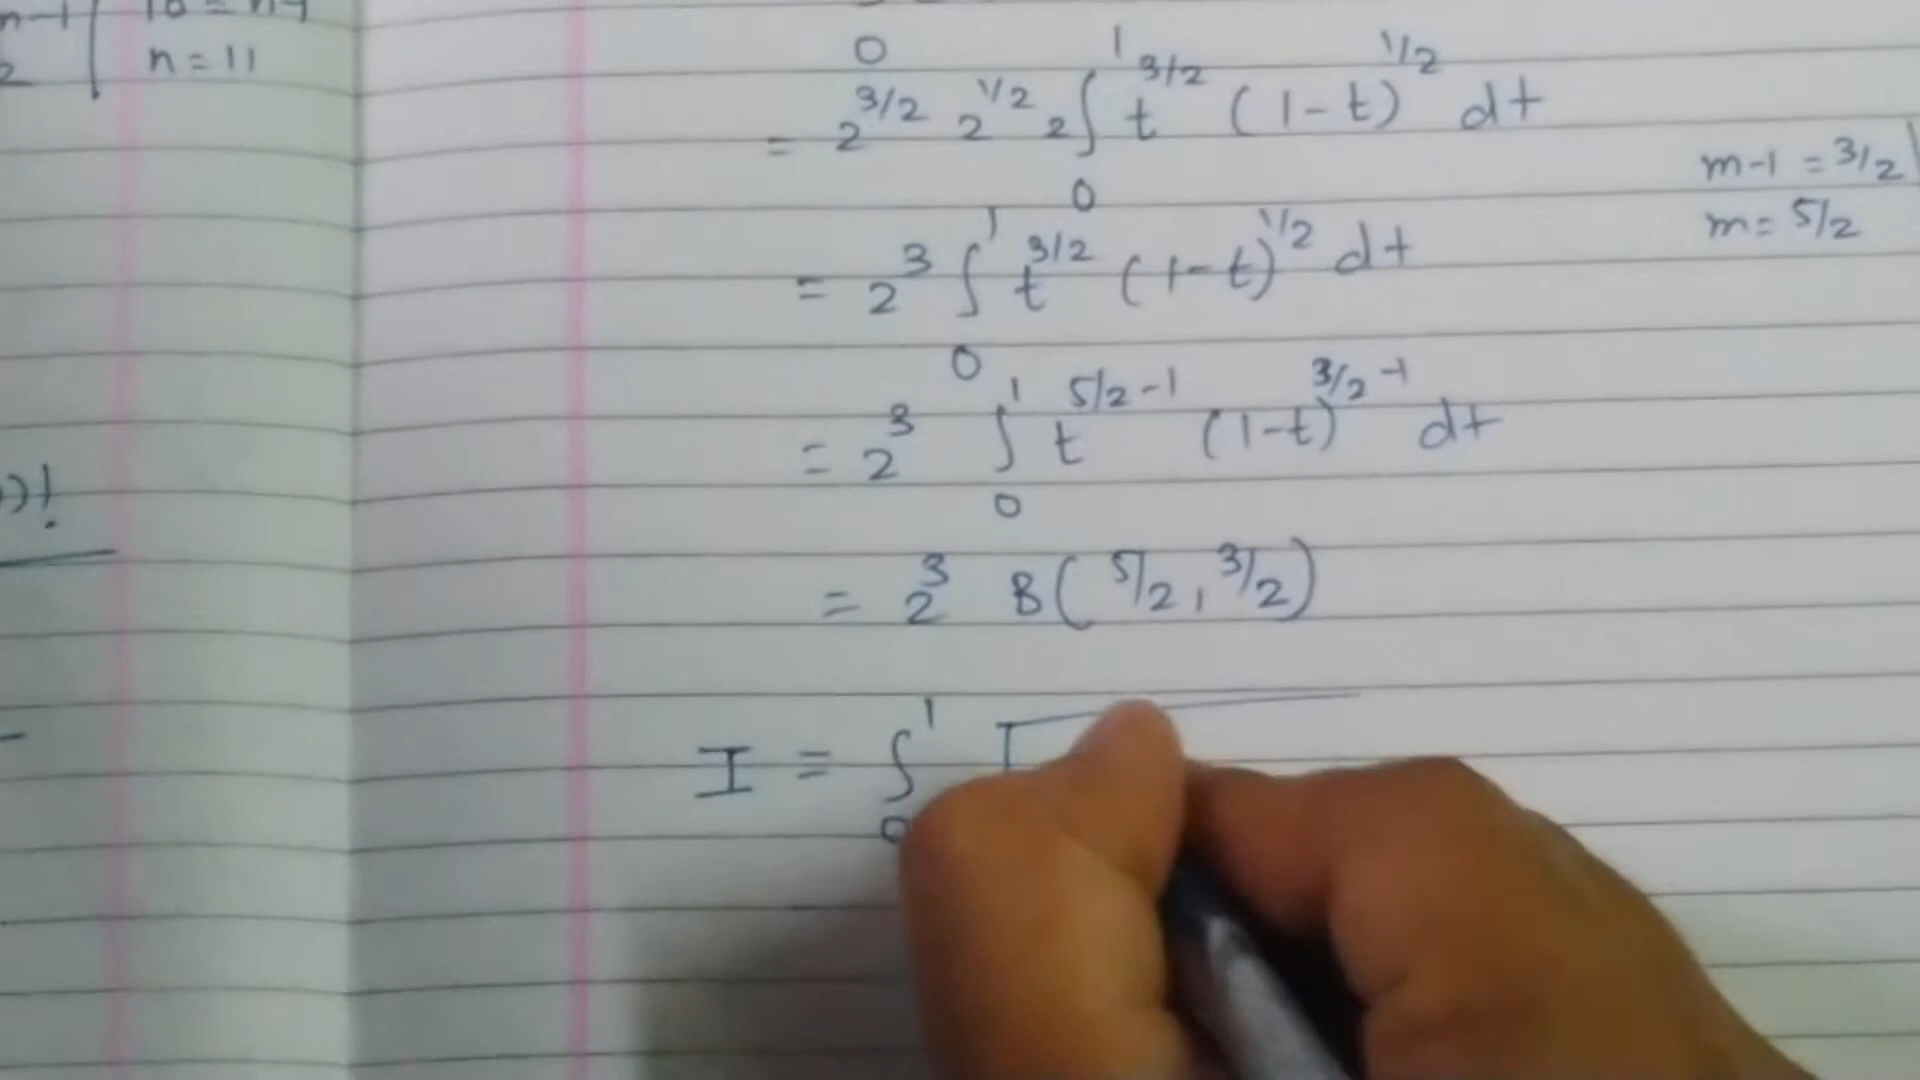 n = 11
0
= 2^{3/2} 2^{1/2} 2 ∫_0^1 t^{3/2} (1-t)^{1/2} dt
m-1 = 3/2
m = 5/2
= 2^3 ∫_0^1 t^{3/2} (1-t)^{1/2} dt
= 2^3 ∫_0^1 t^{5/2-1} (1-t)^{3/2-1} dt
)!
= 2^3 B(5/2, 3/2)
I = ∫_0^1 √